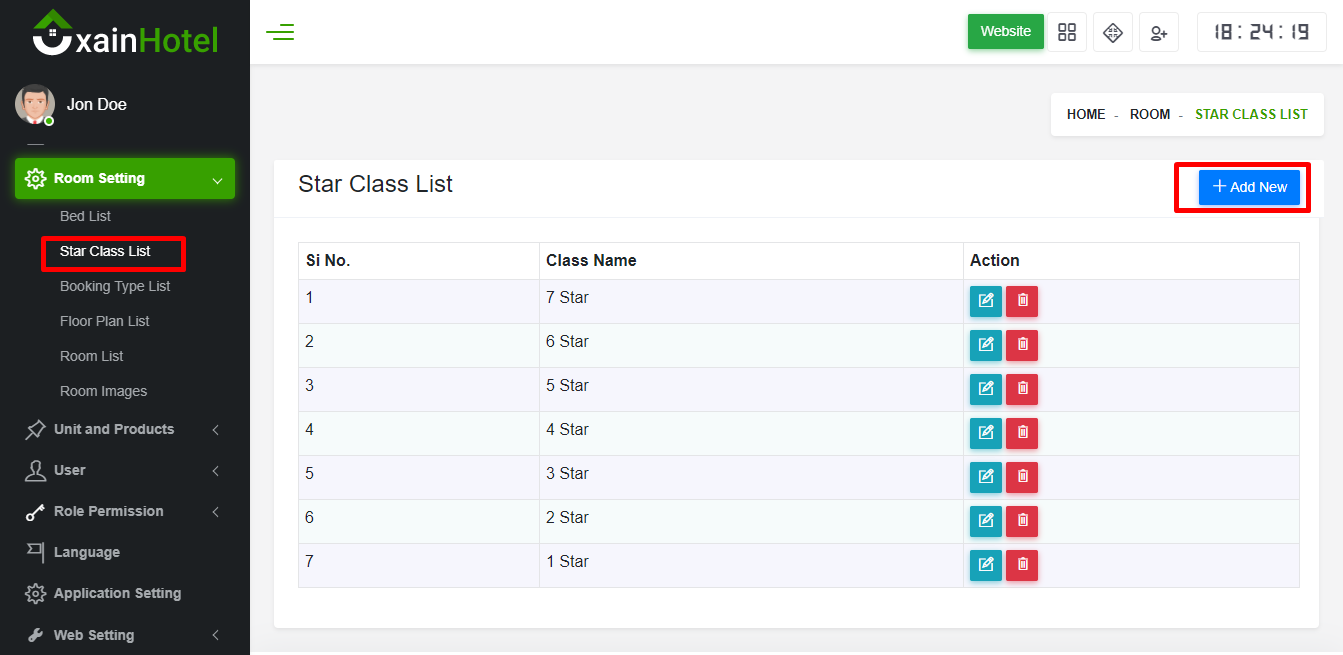 xainHotel
Website
18:24:19
Jon Doe
HOME - ROOM - STAR CLASS LIST
Room Setting
Bed List
Star Class List
Booking Type List
Floor Plan List
Room List
Room Images
Unit and Products
User
Role Permission
Language
Application Setting
Web Setting
Star Class List
+ Add New
Si No. Class Name Action
1 7 Star
2 6 Star
3 5 Star
4 4 Star
5 3 Star
6 2 Star
7 1 Star